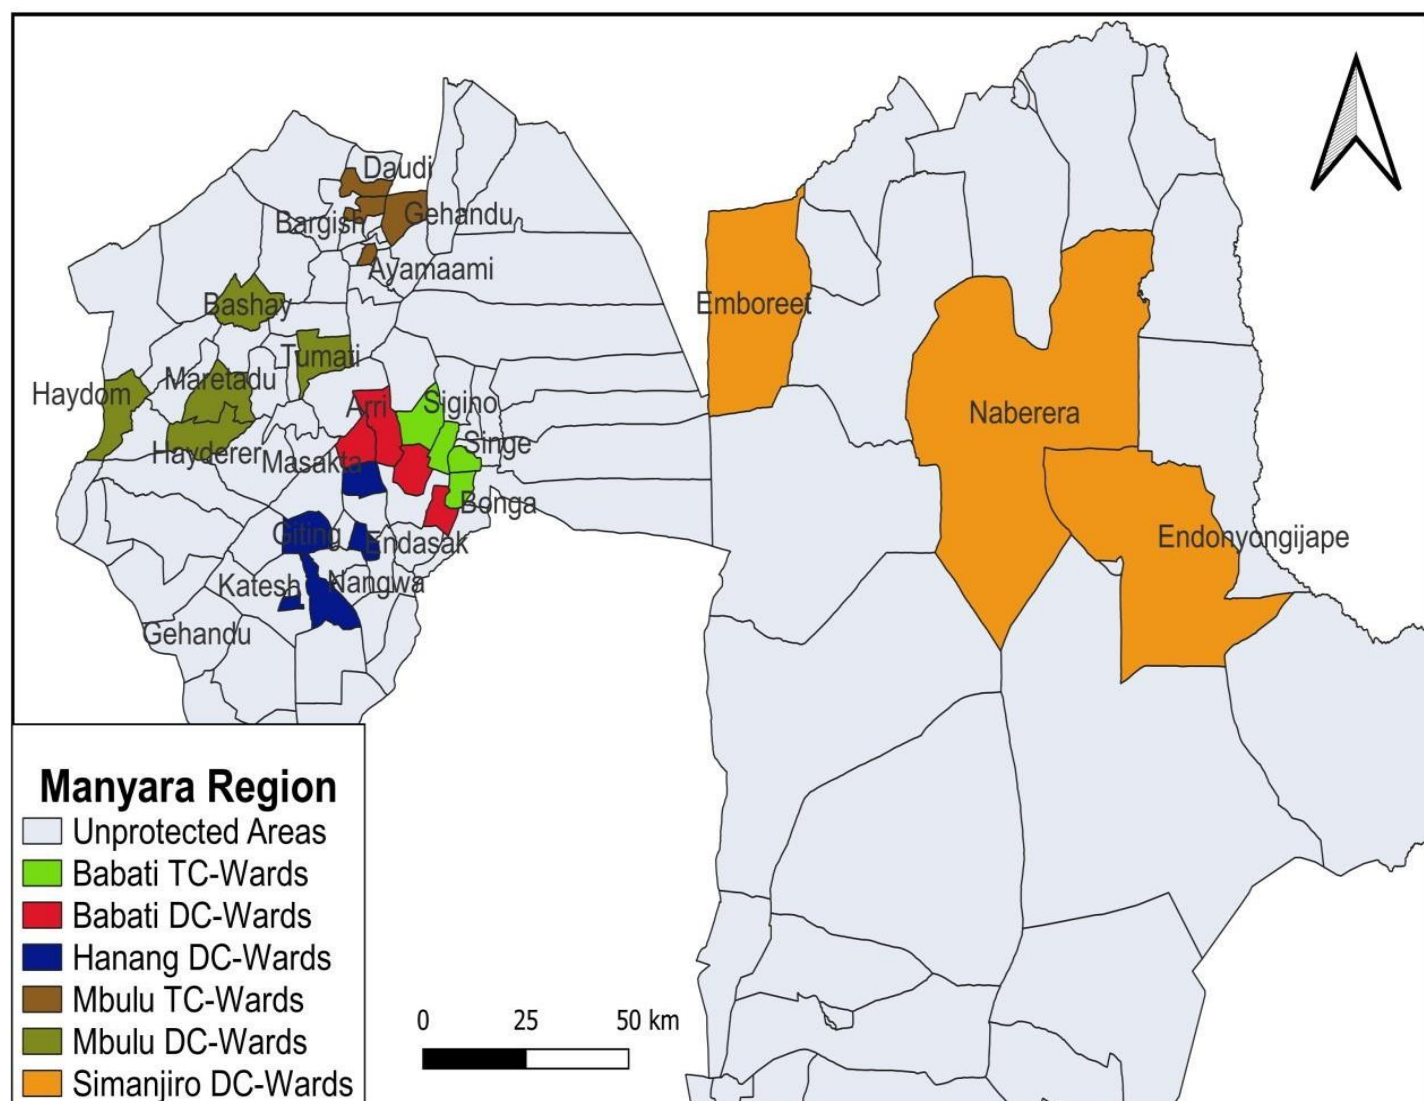 Daudi
Bargish
Gehandu
Ayamaami
Bashay
Emboreet
Tumati
Haydom
Maretadu
Arri
Sigino
Naberera
Hayderer
Masakta
Singe
Bonga
Giting
Endasak
Endonyongijape
Katesh
Nangwa
Gehandu
Manyara Region
Unprotected Areas
Babati TC-Wards
Babati DC-Wards
Hanang DC-Wards
Mbulu TC-Wards
Mbulu DC-Wards
Simanjiro DC-Wards
0 25 50 km